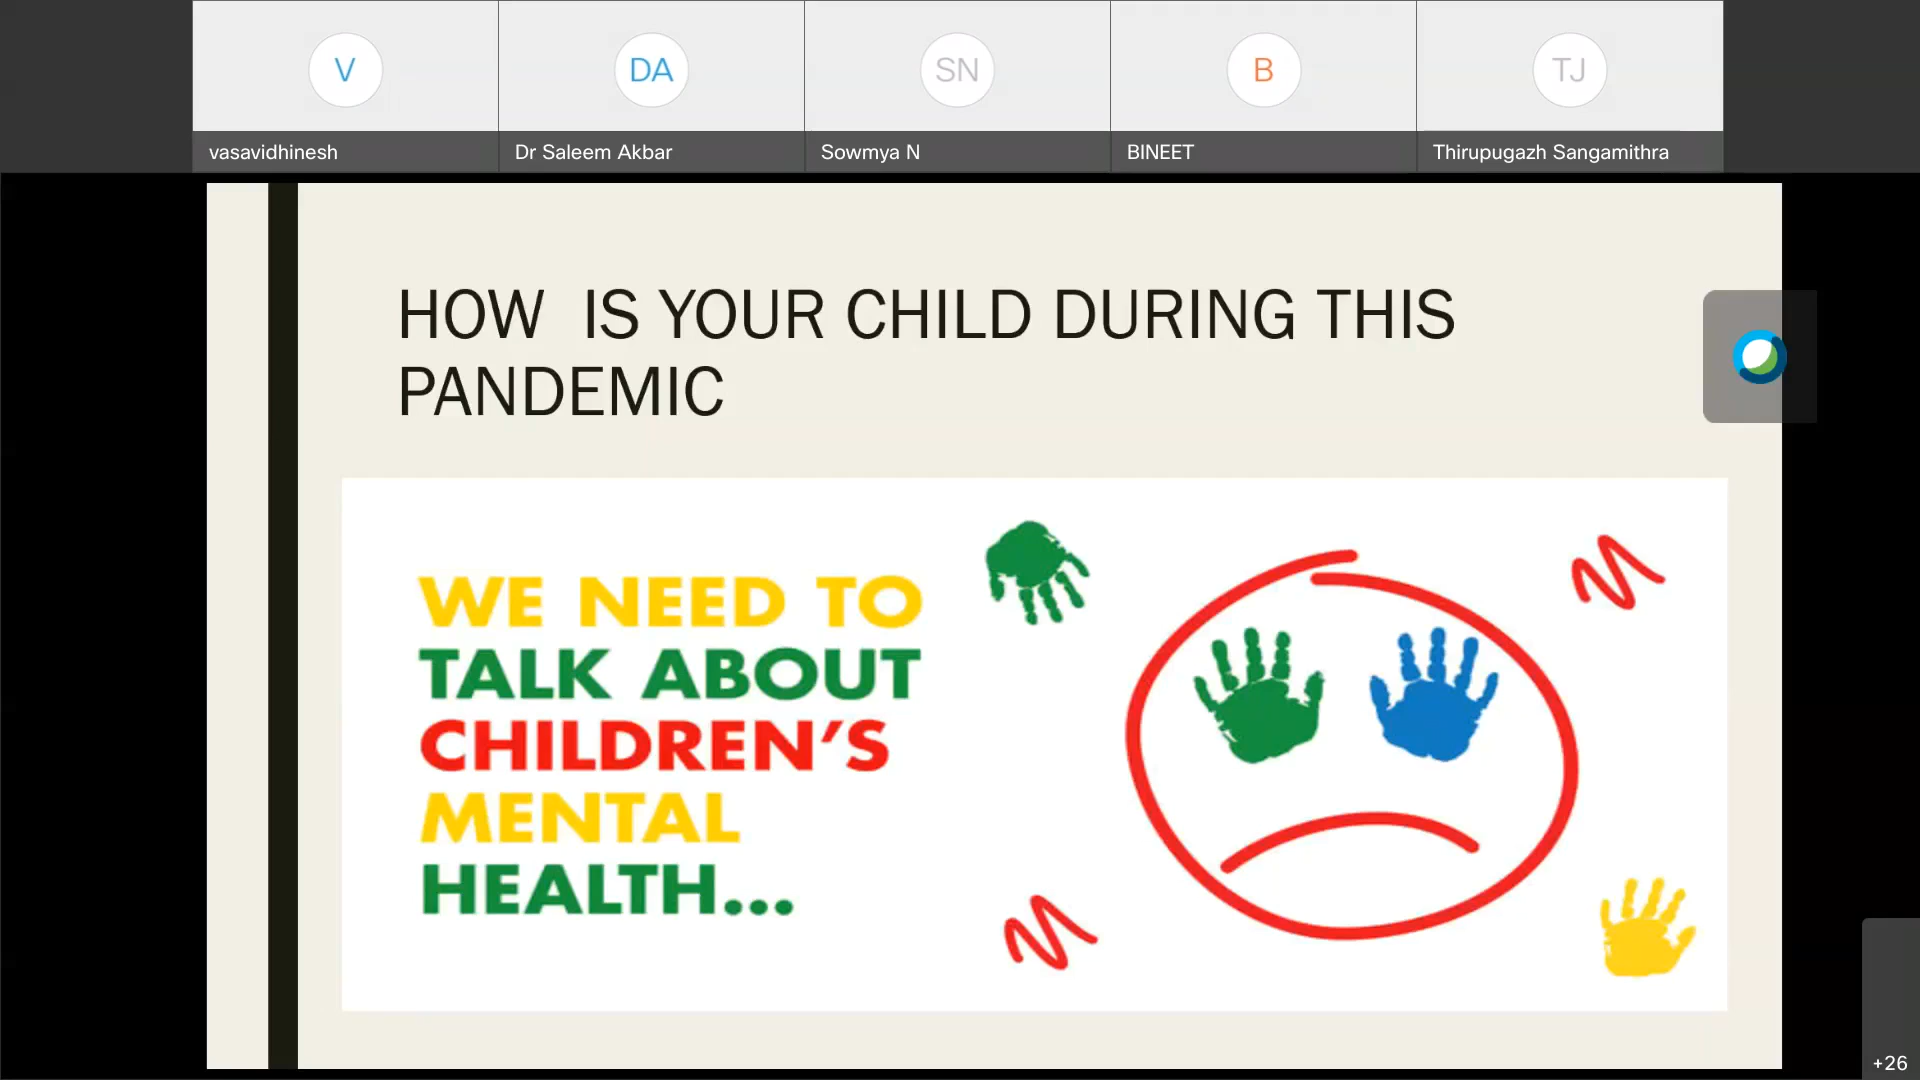 V
DA
SN
B
TJ
vasavidhinesh
Dr Saleem Akbar
Sowmya N
BINEET
Thirupugazh Sangamithra
HOW  IS YOUR CHILD DURING THIS
PANDEMIC
WE NEED TO
TALK ABOUT
CHILDREN'S
MENTAL
HEALTH...
+26